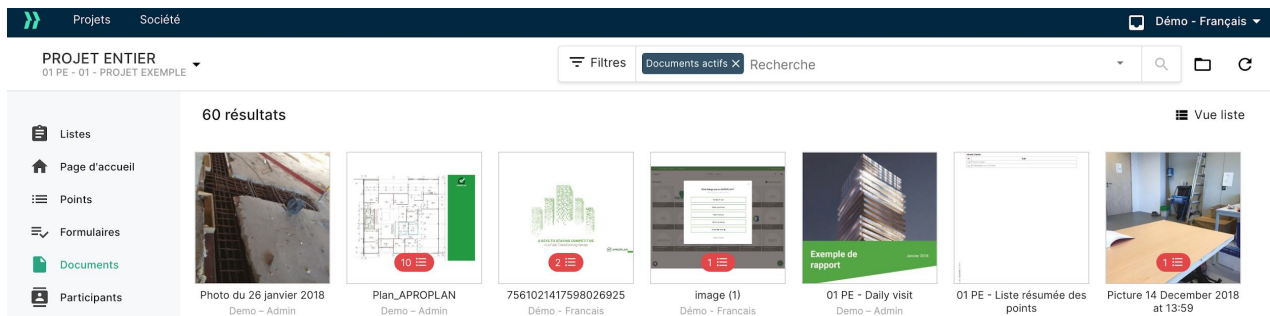 Projets Société
Démo - Français
PROJET ENTIER
01 PE - 01 - PROJET EXEMPLE
Filtres
Documents actifs
Recherche
60 résultats
Vue liste
Listes
Page d'accueil
Points
Formulaires
Documents
Participants
10
2
1
Exemple de
rapport
Janvier 2018
1
Photo du 26 janvier 2018
Demo – Admin
Plan_APROPLAN
Demo – Admin
7561021417598026925
Démo - Francais
image (1)
Démo - Francais
01 PE - Daily visit
Demo – Admin
01 PE - Liste résumée des
points
Picture 14 December 2018
at 13:59